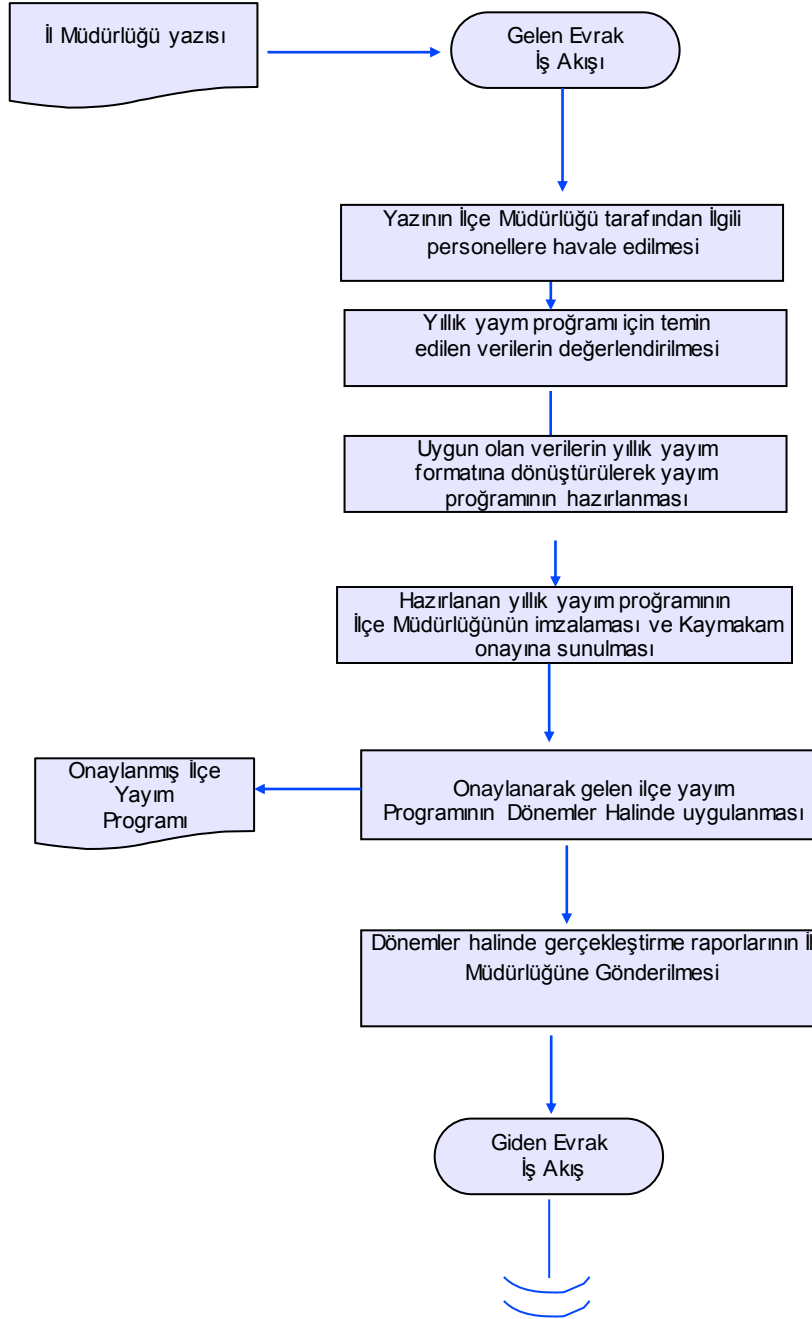 İl Müdürlüğü yazısı
Gelen Evrak
İş Akışı
Yazının İlçe Müdürlüğü tarafından İlgili
personellere havale edilmesi
Yıllık yaym proğramı için temin
edilen verilerin değerlendirilmesi
Uygun olan verilerin yıllık yayım
formatına dönüştürülerek yayım
proğramının hazırlanması
Hazırlanan yıllık yayım proğramının
İlçe Müdürlüğünün imzalaması ve Kaymakam
onayına sunulması
Onaylanmış İlçe
Yayım
Programı
Onaylanarak gelen ilçe yayım
Programının Dönemler Halinde uygulanması
Dönemler halinde gerçekleştirme raporlarının İl
Müdürlüğüne Gönderilmesi
Giden Evrak
İş Akış